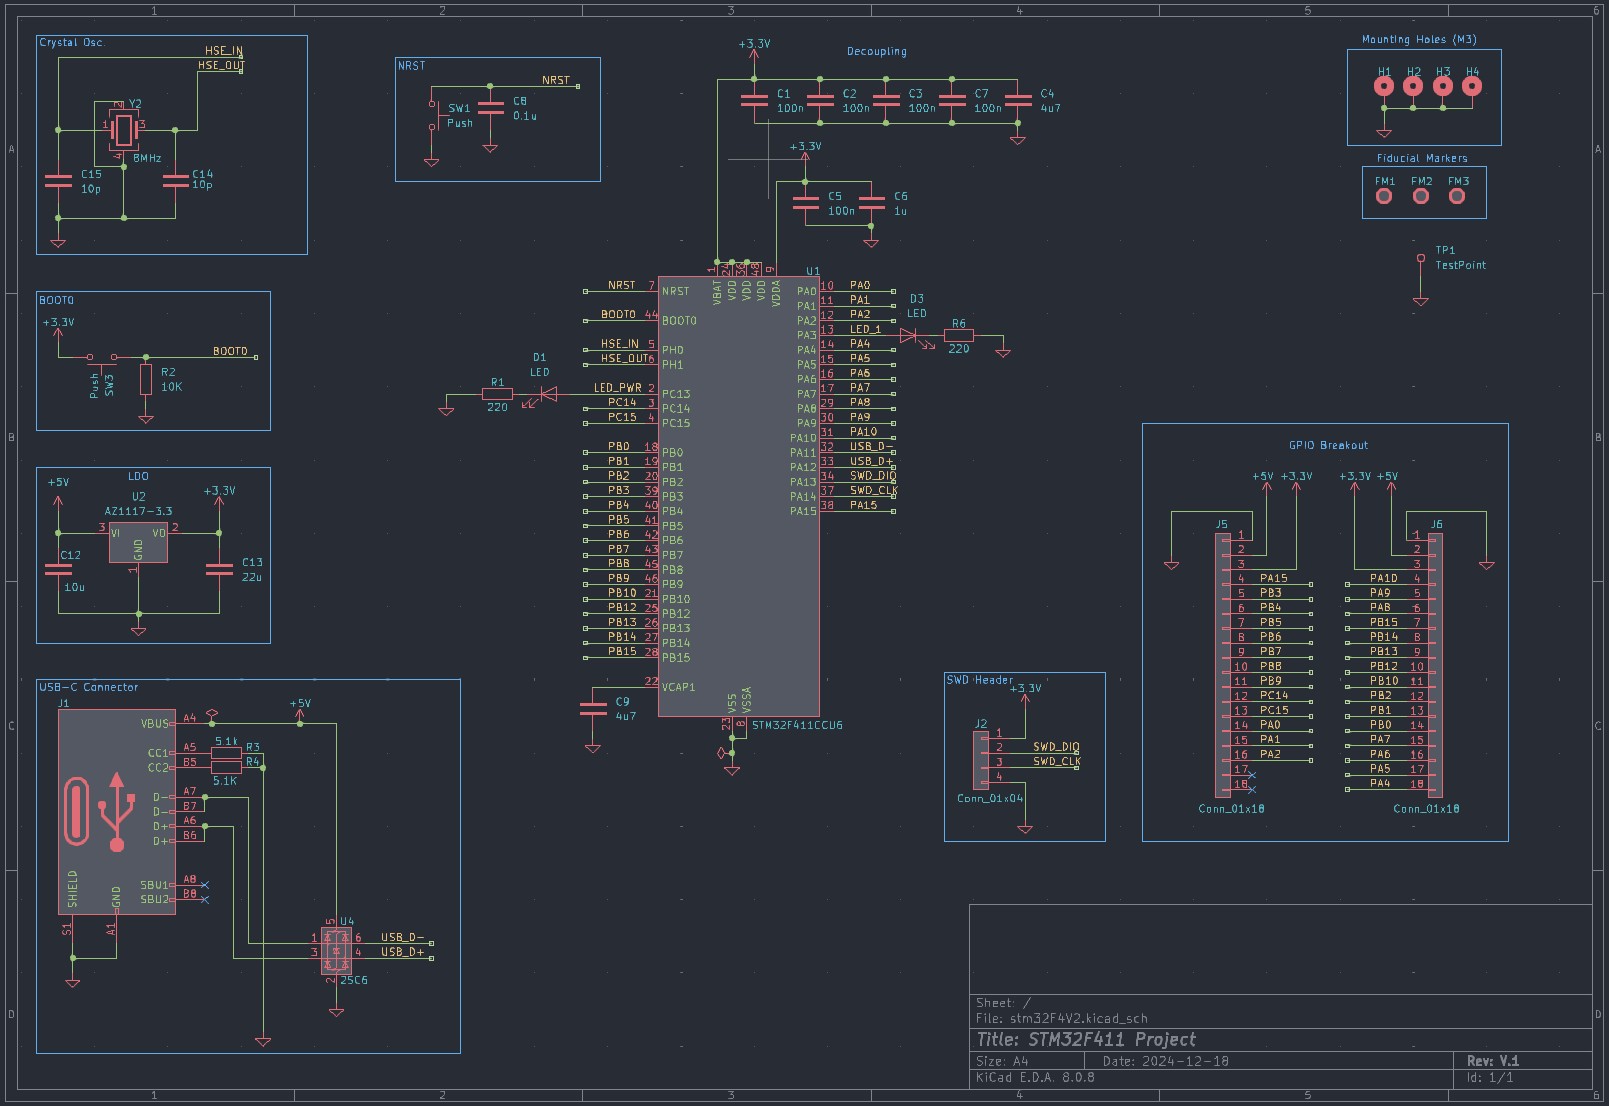 1 2 3 4 5 6
A
B
C
D
Crystal Osc.
HSE_IN
HSE_OUT
Y2
2
1 3
4
8MHz
C15
10p
C14
10p
NRST
NRST
SW1
Push
C8
0.1u
Decoupling
+3.3V
C1
100n
C2
100n
C3
100n
C7
100n
C4
4u7
+3.3V
C5
100n
C6
1u
Mounting Holes (M3)
H1 H2 H3 H4
Fiducial Markers
FM1 FM2 FM3
TP1
TestPoint
BOOT0
+3.3V
BOOT0
Push
SW3
R2
10K
LDO
+5V
+3.3V
U2
AZ1117-3.3
3 VI VO 2
GND
1
C12
10u
C13
22u
USB-C Connector
J1
+5V
VBUS A4
CC1 A5
5.1k R3
CC2 B5
5.1K R4
D- A7
D- B7
D+ A6
D+ B6
SBU1 A8
SBU2 B8
SHIELD
GND
S1
A1
U4
5
1 6 USB_D-
3 4 USB_D+
2
2SC6
U1
1 24 36 48 9
VBAT VDD VDD VDD VDDA
NRST 7 NRST
BOOT0 44 BOOT0
HSE_IN 5 PH0
HSE_OUT 6 PH1
D1
LED
R1
220
LED_PWR 2 PC13
PC14 3 PC14
PC15 4 PC15
PB0 18 PB0
PB1 19 PB1
PB2 20 PB2
PB3 39 PB3
PB4 40 PB4
PB5 41 PB5
PB6 42 PB6
PB7 43 PB7
PB8 45 PB8
PB9 46 PB9
PB10 21 PB10
PB12 25 PB12
PB13 26 PB13
PB14 27 PB14
PB15 28 PB15
22 VCAP1
C9
4u7
PA0 10 PA0
PA1 11 PA1
PA2 12 PA2
PA3 13 LED_1
PA4 14 PA4
PA5 15 PA5
PA6 16 PA6
PA7 17 PA7
PA8 29 PA8
PA9 30 PA9
PA10 31 PA10
PA11 32 USB_D-
PA12 33 USB_D+
PA13 34 SWD_DIO
PA14 37 SWD_CLK
PA15 38 PA15
D3
LED
R6
220
VSS VSSA
23 8
STM32F411CCU6
SWD Header
+3.3V
J2
1
2 SWD_DIO
3 SWD_CLK
4
Conn_01x04
GPIO Breakout
+5V +3.3V +3.3V +5V
J5
1
2
3
4 PA15
5 PB3
6 PB4
7 PB5
8 PB6
9 PB7
10 PB8
11 PB9
12 PC14
13 PC15
14 PA0
15 PA1
16 PA2
17
18
Conn_01x18
J6
1
2
3
PA10 4
PA9 5
PA8 6
PB15 7
PB14 8
PB13 9
PB12 10
PB10 11
PB2 12
PB1 13
PB0 14
PA7 15
PA6 16
PA5 17
PA4 18
Conn_01x18
Sheet: /
File: stm32F4V2.kicad_sch
Title: STM32F411 Project
Size: A4 Date: 2024-12-18 Rev: V.1
KiCad E.D.A. 8.0.8 Id: 1/1
A
B
C
D
1 2 3 4 5 6